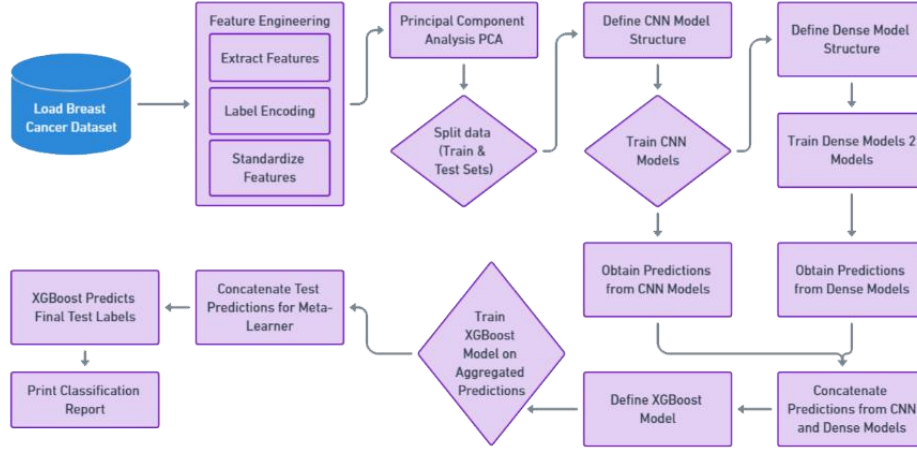 Load Breast
Cancer Dataset
Feature Engineering
Extract Features
Label Encoding
Standardize
Features
Principal Component
Analysis PCA
Split data
(Train &
Test Sets)
Define CNN Model
Structure
Train CNN
Models
Define Dense Model
Structure
Train Dense Models 2
Models
Obtain Predictions
from CNN Models
Obtain Predictions
from Dense Models
Concatenate
Predictions from CNN
and Dense Models
Define XGBoost
Model
Train
XGBoost
Model on
Aggregated
Predictions
Concatenate Test
Predictions for Meta-
Learner
XGBoost Predicts
Final Test Labels
Print Classification
Report